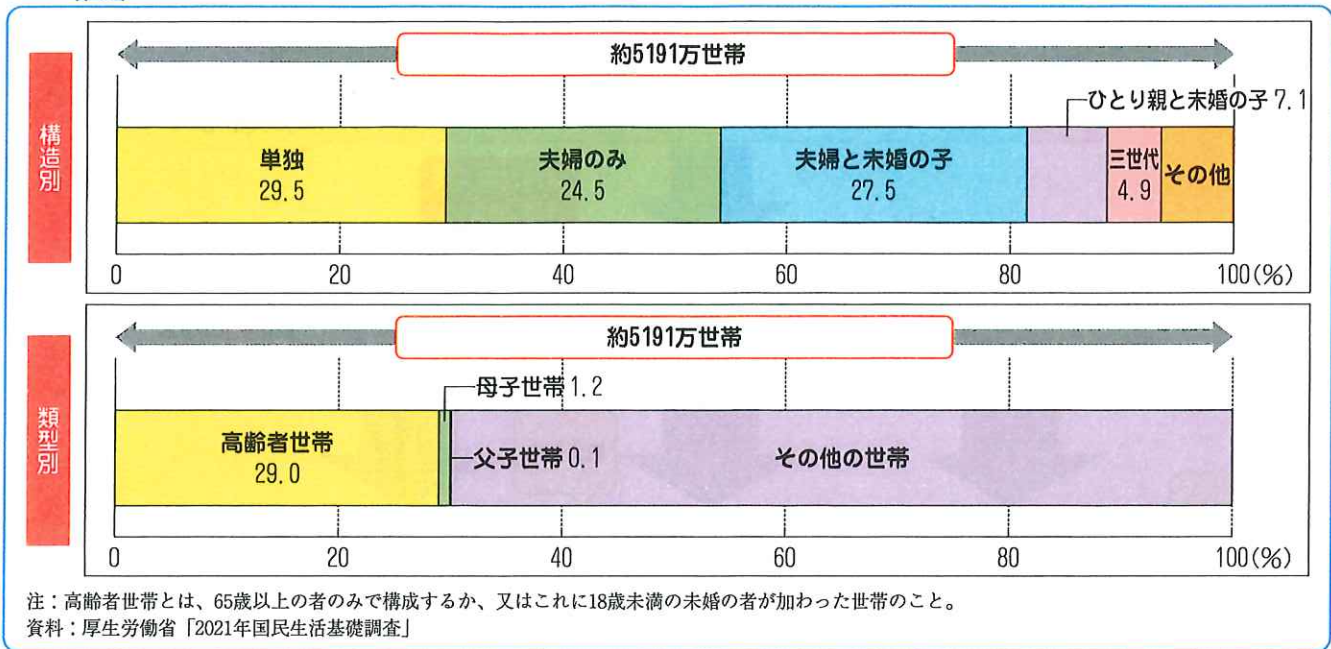 構造別
約5191万世帯
ひとり親と未婚の子 7.1
単独
29.5
夫婦のみ
24.5
夫婦と未婚の子
27.5
三世代
4.9
その他
0 20 40 60 80 100(%)
類型別
約5191万世帯
母子世帯 1.2
高齢者世帯
29.0
父子世帯 0.1
その他の世帯
0 20 40 60 80 100(%)
注：高齢者世帯とは、65歳以上の者のみで構成するか、又はこれに18歳未満の未婚の者が加わった世帯のこと。
資料：厚生労働省「2021年国民生活基礎調査」